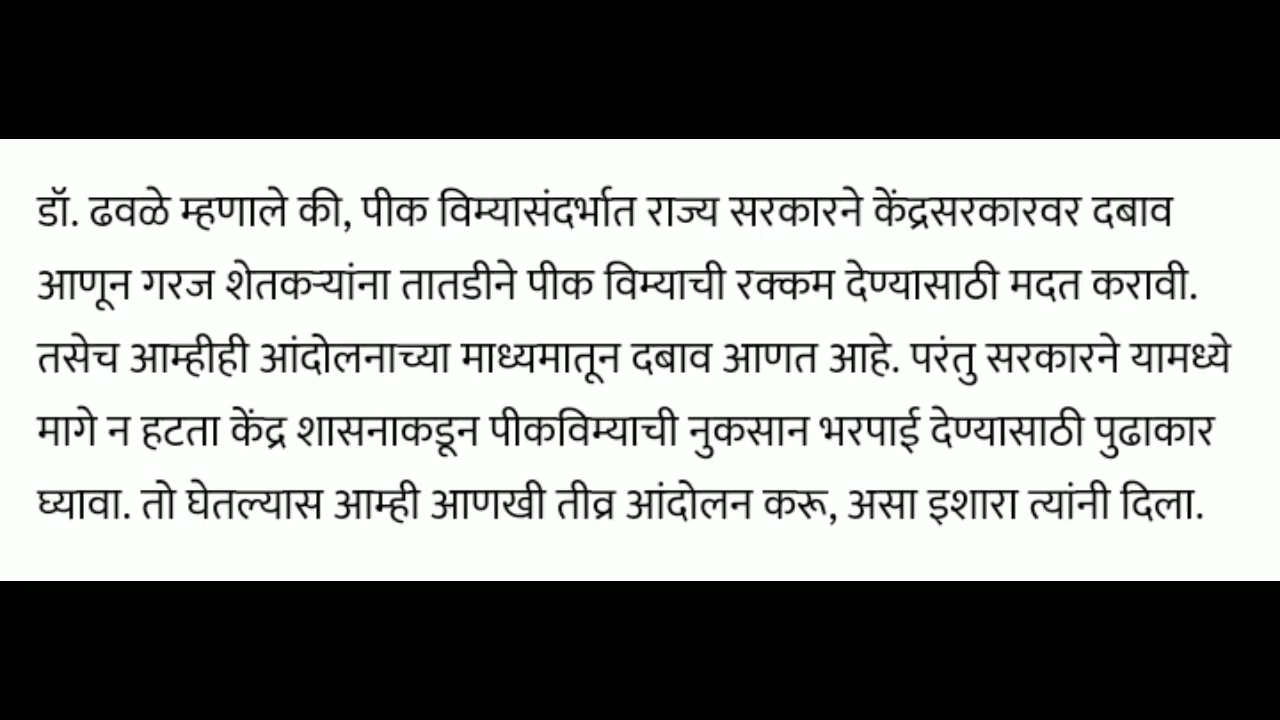 डॉ. ढवळे म्हणाले की, पीक विम्यासंदर्भात राज्य सरकारने केंद्रसरकारवर दबाव
आणून गरज शेतकऱ्यांना तातडीने पीक विम्याची रक्कम देण्यासाठी मदत करावी.
तसेच आम्हीही आंदोलनाच्या माध्यमातून दबाव आणत आहे. परंतु सरकारने यामध्ये
मागे न हटता केंद्र शासनाकडून पीकविम्याची नुकसान भरपाई देण्यासाठी पुढाकार
घ्यावा. तो घेतल्यास आम्ही आणखी तीव्र आंदोलन करू, असा इशारा त्यांनी दिला.